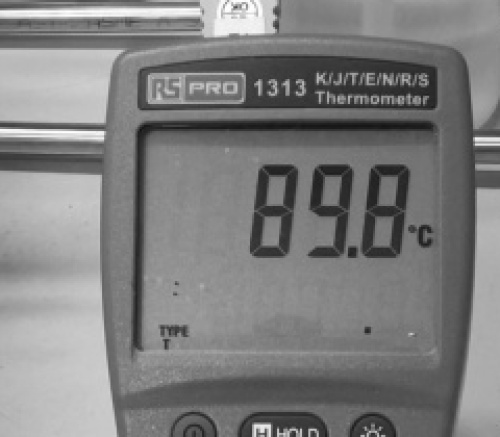 RS PRO 1313 K/J/T/E/N/R/S
Thermometer
89.8 °C
:
TYPE
T
H HOLD